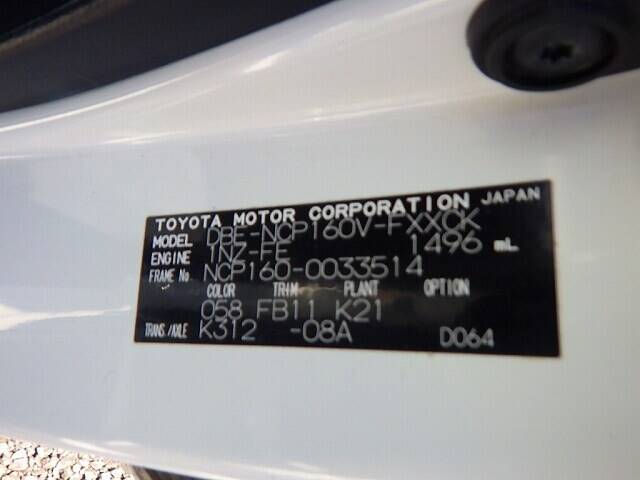 TOYOTA MOTOR CORPORATION JAPAN
MODEL DBE-NCP160V-FXXCK
ENGINE 1NZ-FE 1496 mL
FRAME No. NCP160-0033514
COLOR TRIM PLANT OPTION
058 FB11 K21
TRANS./AXLE K312 -08A D064